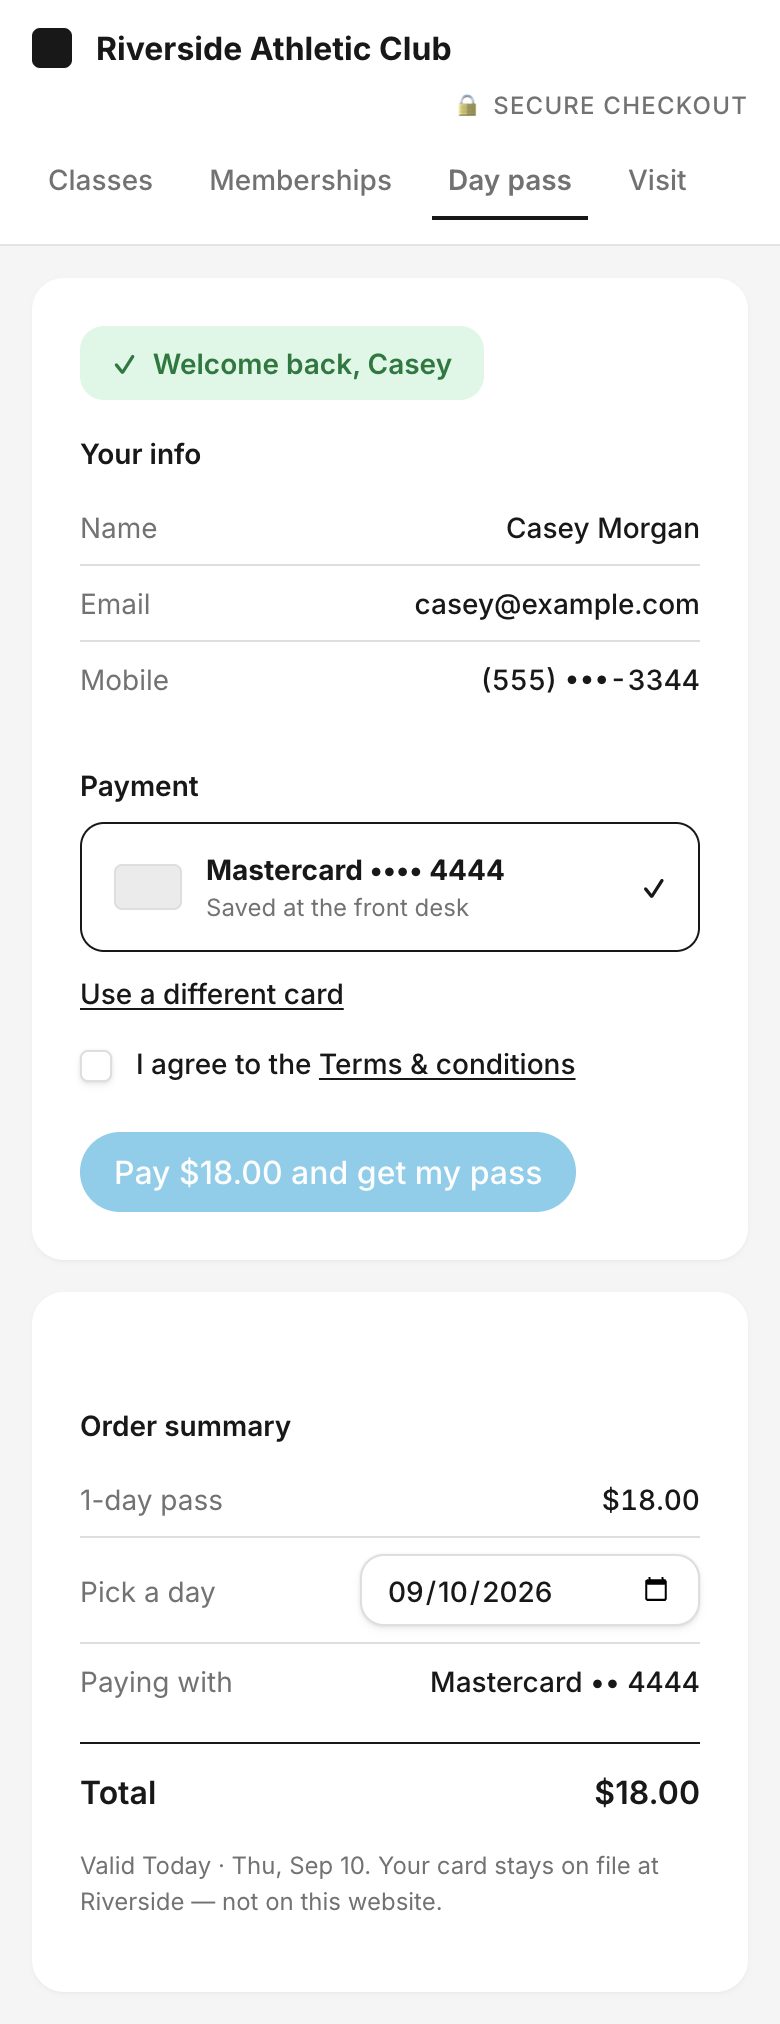 Riverside Athletic Club
🔒 SECURE CHECKOUT
Classes Memberships Day pass Visit
✓ Welcome back, Casey
Your info
Name Casey Morgan
Email casey@example.com
Mobile (555) •••-3344
Payment
Mastercard •••• 4444
Saved at the front desk
Use a different card
I agree to the Terms & conditions
Pay $18.00 and get my pass
Order summary
1-day pass $18.00
Pick a day 09/10/2026
Paying with Mastercard •• 4444
Total $18.00
Valid Today · Thu, Sep 10. Your card stays on file at
Riverside — not on this website.